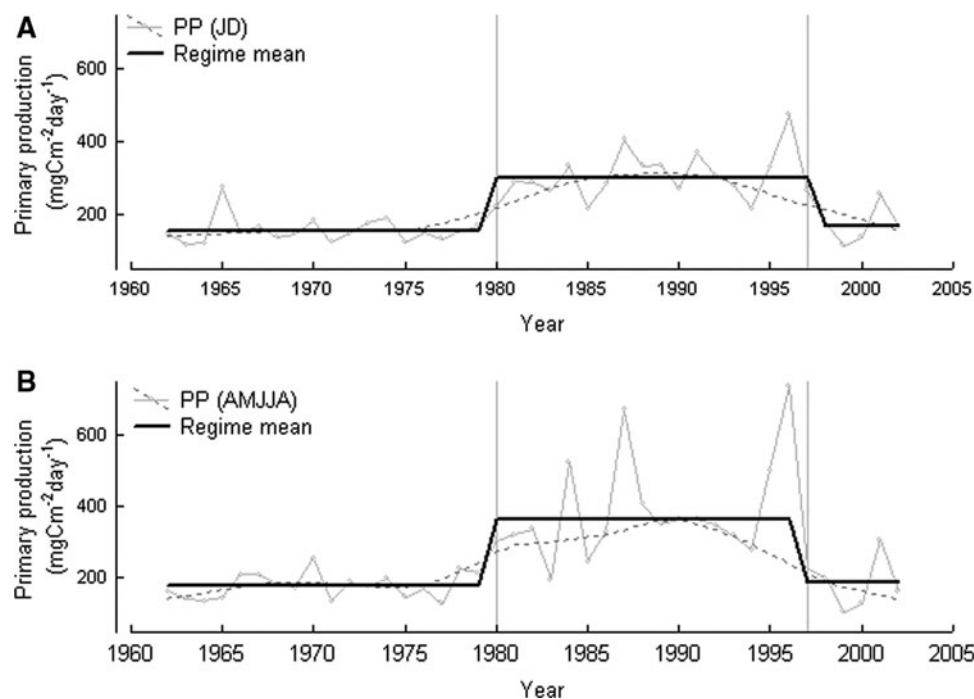 A
PP (JD)
Regime mean
Primary production
(mgCm⁻²day⁻¹)
600
400
200
1960 1965 1970 1975 1980 1985 1990 1995 2000 2005
Year
B
PP (AMJJA)
Regime mean
Primary production
(mgCm⁻²day⁻¹)
600
400
200
1960 1965 1970 1975 1980 1985 1990 1995 2000 2005
Year